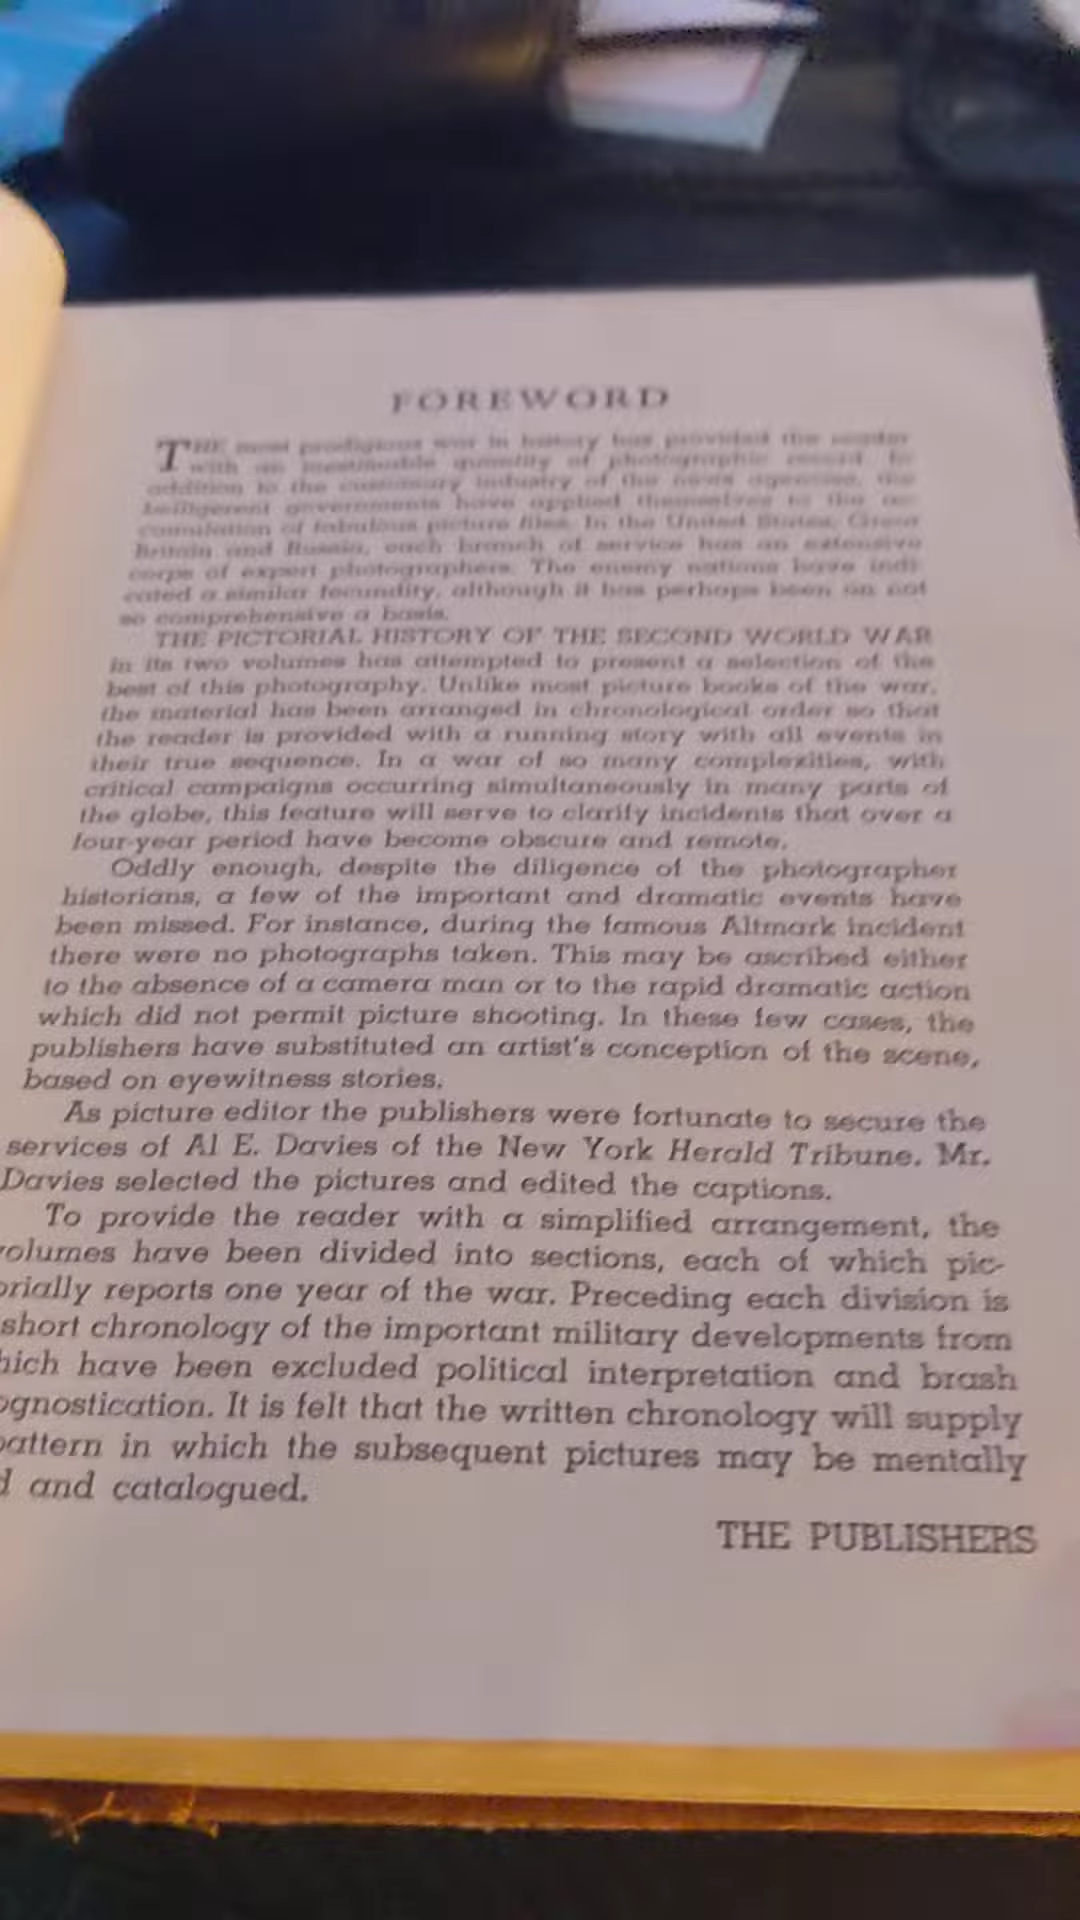 FOREWORD
THE most prodigious war in history has provided the reader
with an inestimable quantity of photographic record. In
addition to the customary industry of the news agencies, the
belligerent governments have applied themselves to the ac-
cumulation of fabulous picture files. In the United States, Great
Britain and Russia, each branch of service has an extensive
corps of expert photographers. The enemy nations have indi-
cated a similar fecundity, although it has perhaps been on not
so comprehensive a basis.
THE PICTORIAL HISTORY OF THE SECOND WORLD WAR
in its two volumes has attempted to present a selection of the
best of this photography. Unlike most picture books of the war,
the material has been arranged in chronological order so that
the reader is provided with a running story with all events in
their true sequence. In a war of so many complexities, with
critical campaigns occurring simultaneously in many parts of
the globe, this feature will serve to clarify incidents that over a
four-year period have become obscure and remote.
Oddly enough, despite the diligence of the photographer
historians, a few of the important and dramatic events have
been missed. For instance, during the famous Altmark incident
there were no photographs taken. This may be ascribed either
to the absence of a camera man or to the rapid dramatic action
which did not permit picture shooting. In these few cases, the
publishers have substituted an artist's conception of the scene,
based on eyewitness stories.
As picture editor the publishers were fortunate to secure the
services of Al E. Davies of the New York Herald Tribune. Mr.
Davies selected the pictures and edited the captions.
To provide the reader with a simplified arrangement, the
volumes have been divided into sections, each of which pic-
orially reports one year of the war. Preceding each division is
short chronology of the important military developments from
hich have been excluded political interpretation and brash
ognostication. It is felt that the written chronology will supply
pattern in which the subsequent pictures may be mentally
d and catalogued.
THE PUBLISHERS